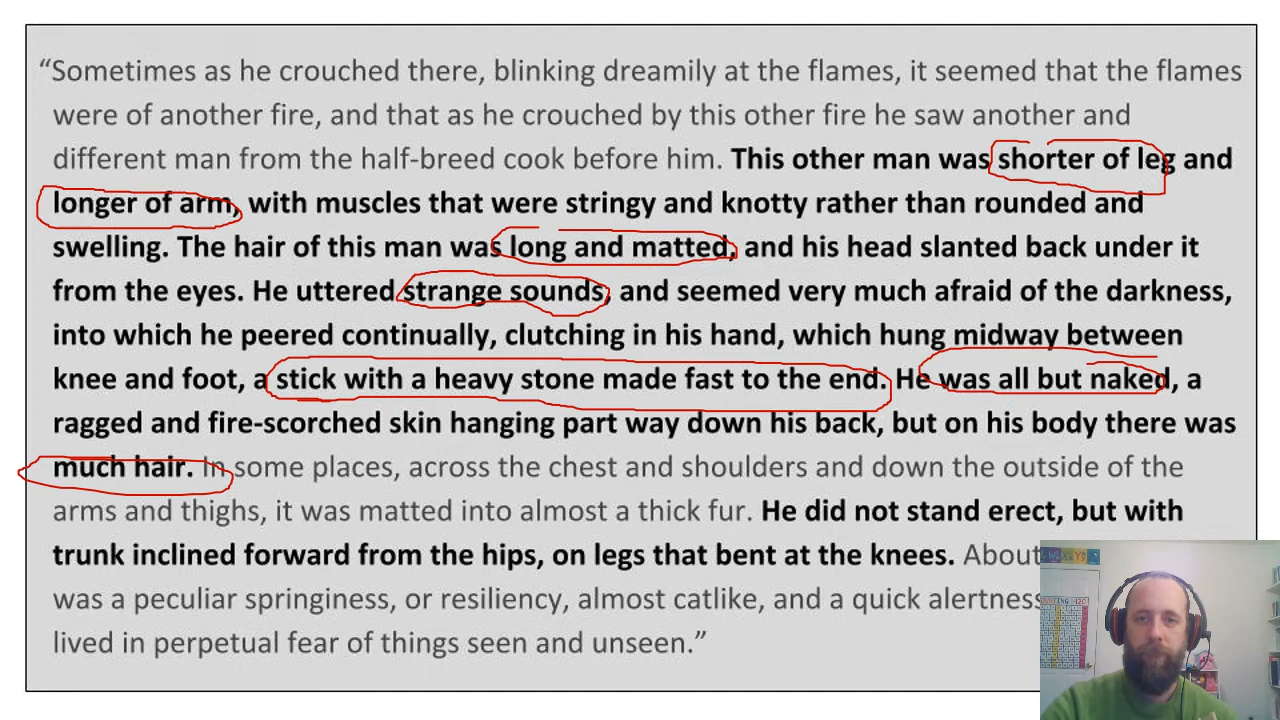 “Sometimes as he crouched there, blinking dreamily at the flames, it seemed that the flames
were of another fire, and that as he crouched by this other fire he saw another and
different man from the half-breed cook before him. This other man was shorter of leg and
longer of arm, with muscles that were stringy and knotty rather than rounded and
swelling. The hair of this man was long and matted, and his head slanted back under it
from the eyes. He uttered strange sounds, and seemed very much afraid of the darkness,
into which he peered continually, clutching in his hand, which hung midway between
knee and foot, a stick with a heavy stone made fast to the end. He was all but naked, a
ragged and fire-scorched skin hanging part way down his back, but on his body there was
much hair. In some places, across the chest and shoulders and down the outside of the
arms and thighs, it was matted into almost a thick fur. He did not stand erect, but with
trunk inclined forward from the hips, on legs that bent at the knees. About
was a peculiar springiness, or resiliency, almost catlike, and a quick alertness
lived in perpetual fear of things seen and unseen.”